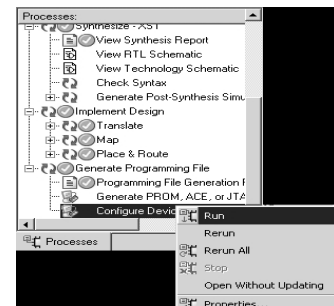 Processes:
Synthesize - XST
View Synthesis Report
View RTL Schematic
View Technology Schematic
Check Syntax
Generate Post-Synthesis Simu
Implement Design
Translate
Map
Place & Route
Generate Programming File
Programming File Generation F
Generate PROM, ACE, or JTA
Configure Devic
Run
Rerun
Rerun All
Stop
Open Without Updating
Properties...
Processes